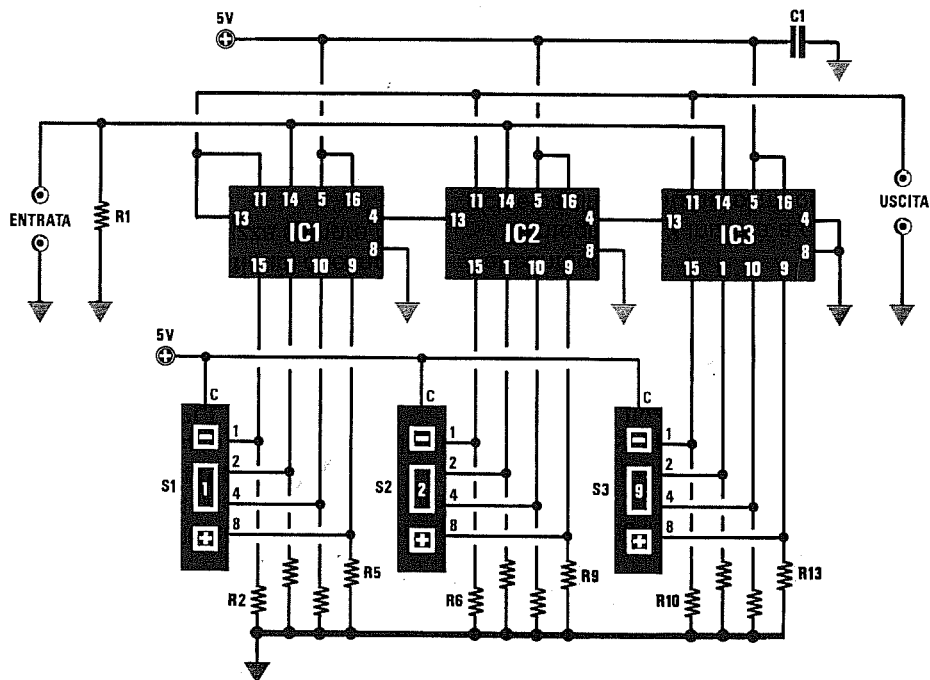 5V
C1
11 14 5 16
11 14 5 16
11 14 5 16
ENTRATA
R1
13 IC1 4
13 IC2 4
13 IC3 4
USCITA
8
8
8
15 1 10 9
15 1 10 9
15 1 10 9
5V
C
C
C
1
2
4
8
S1
1
1
2
4
8
S2
2
1
2
4
8
S3
9
R2
R5
R6
R9
R10
R13